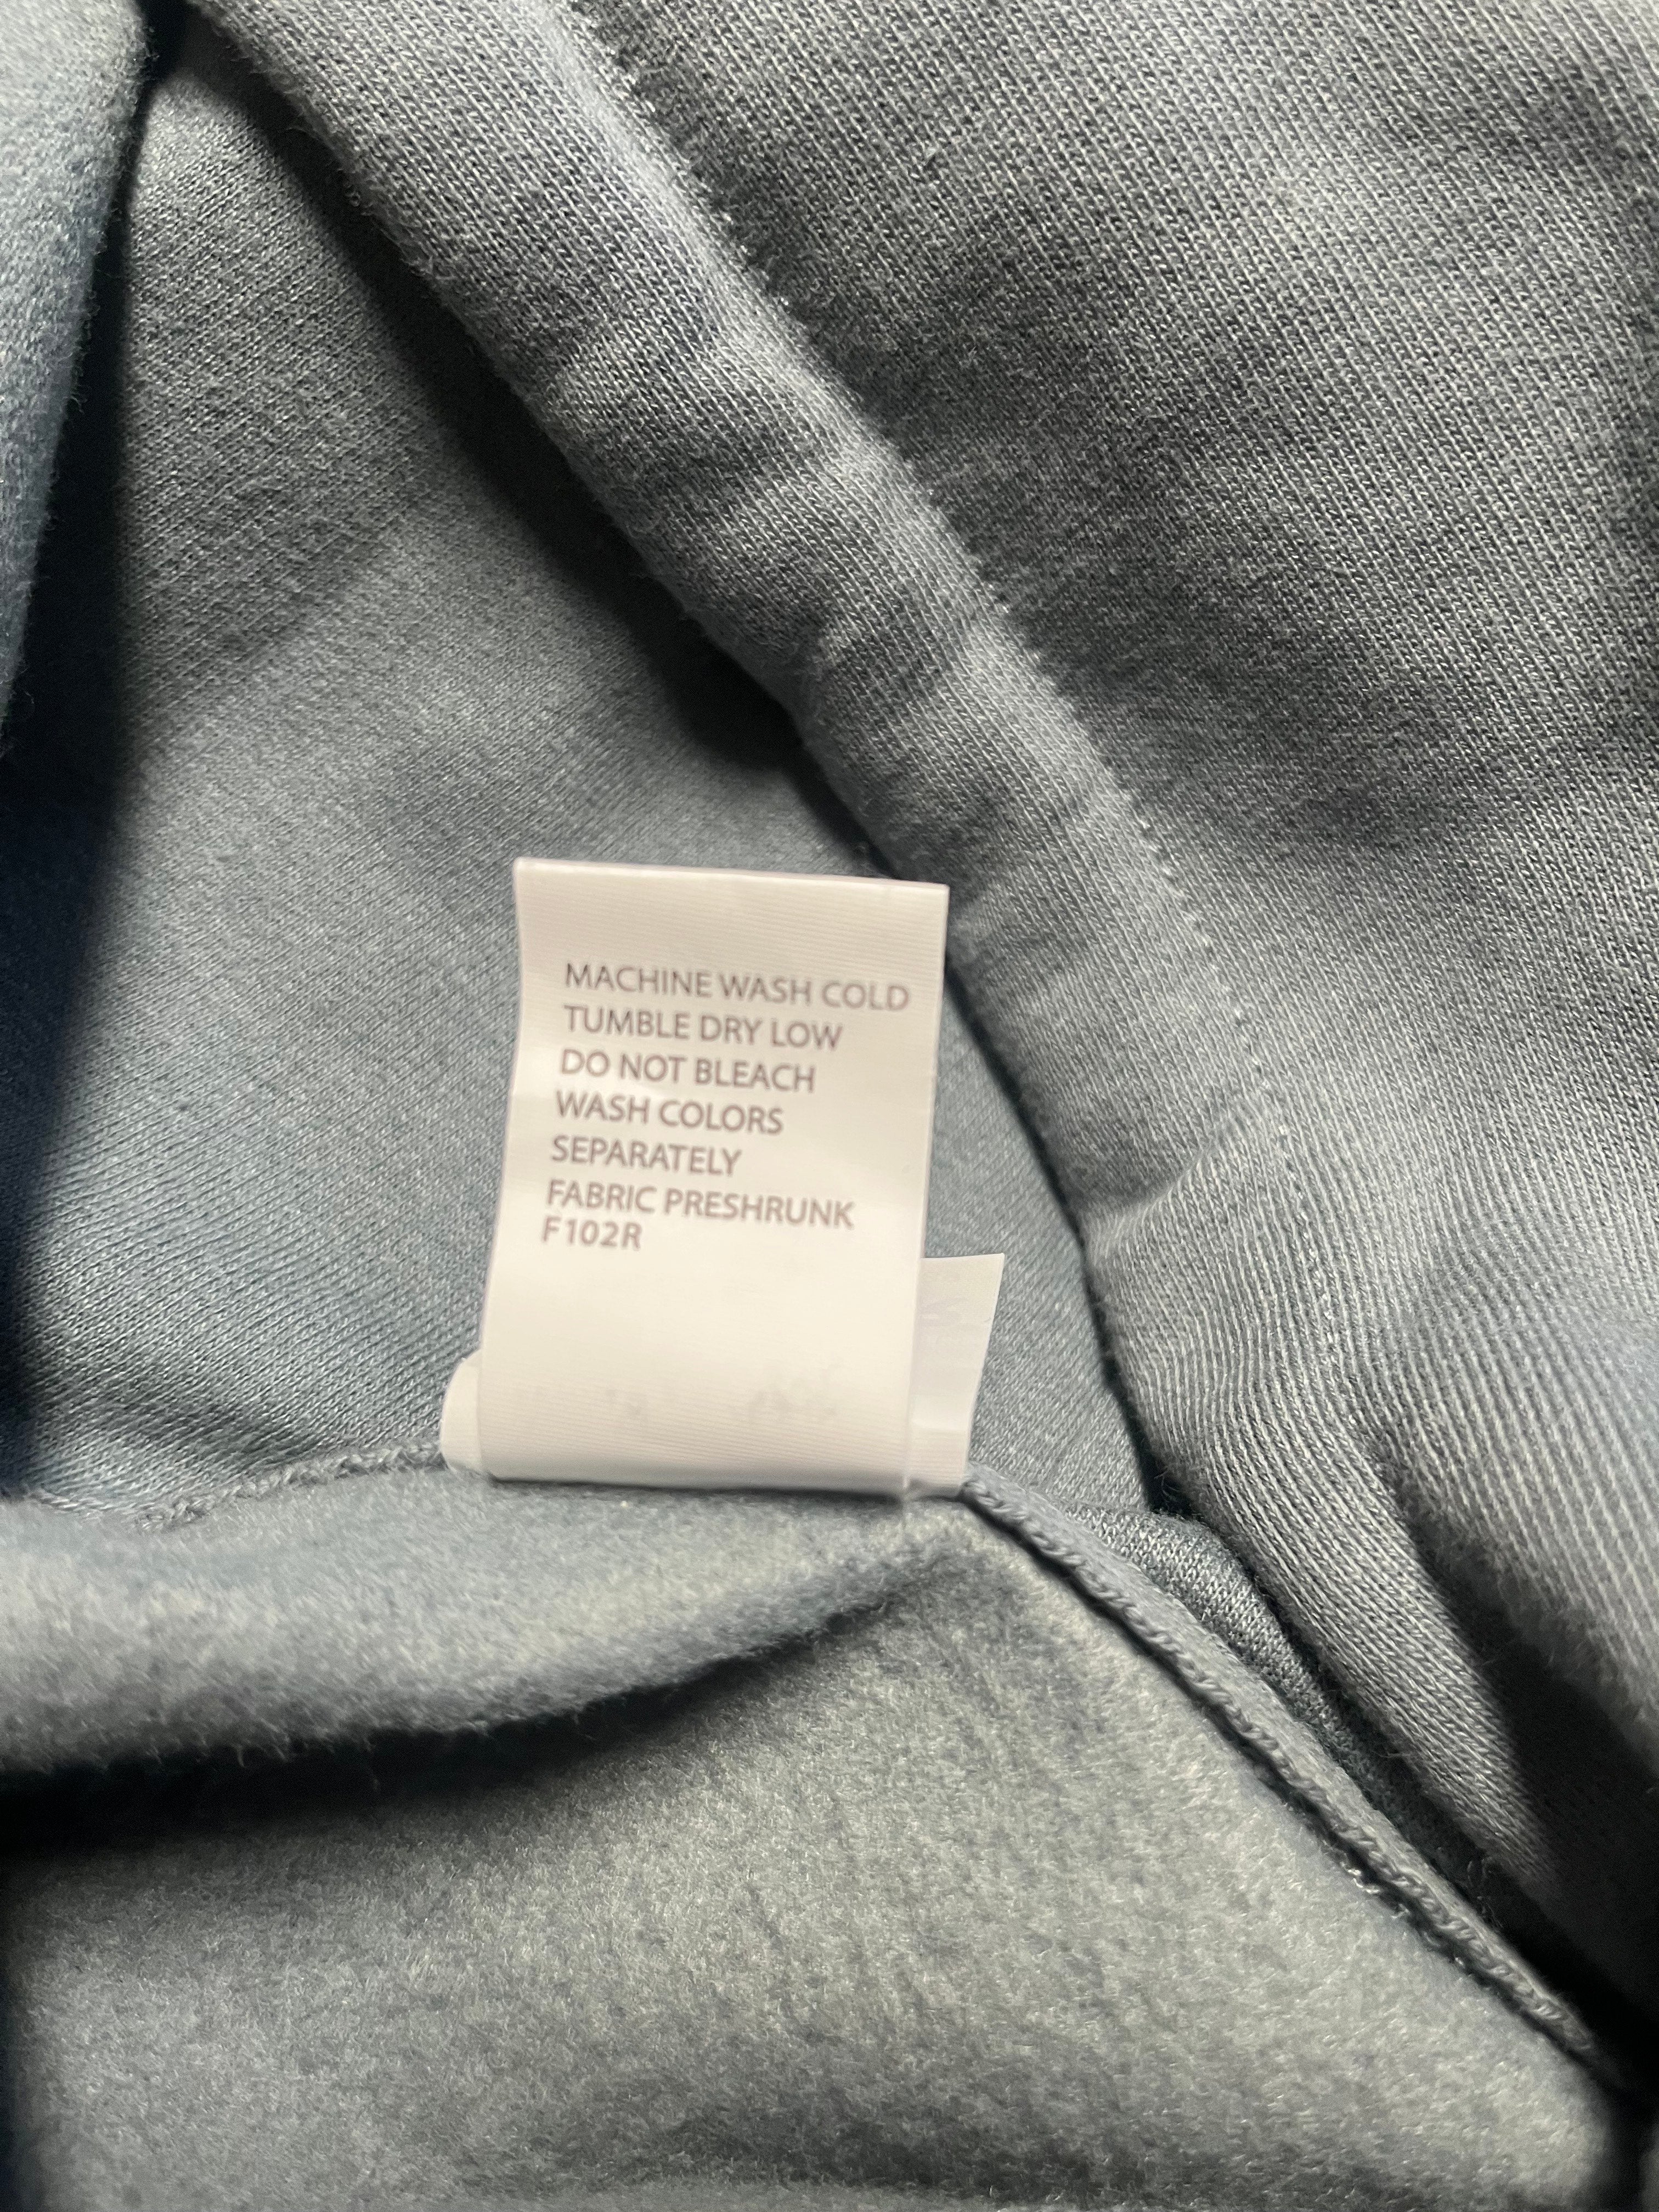 MACHINE WASH COLD
TUMBLE DRY LOW
DO NOT BLEACH
WASH COLORS
SEPARATELY
FABRIC PRESHRUNK
F102R